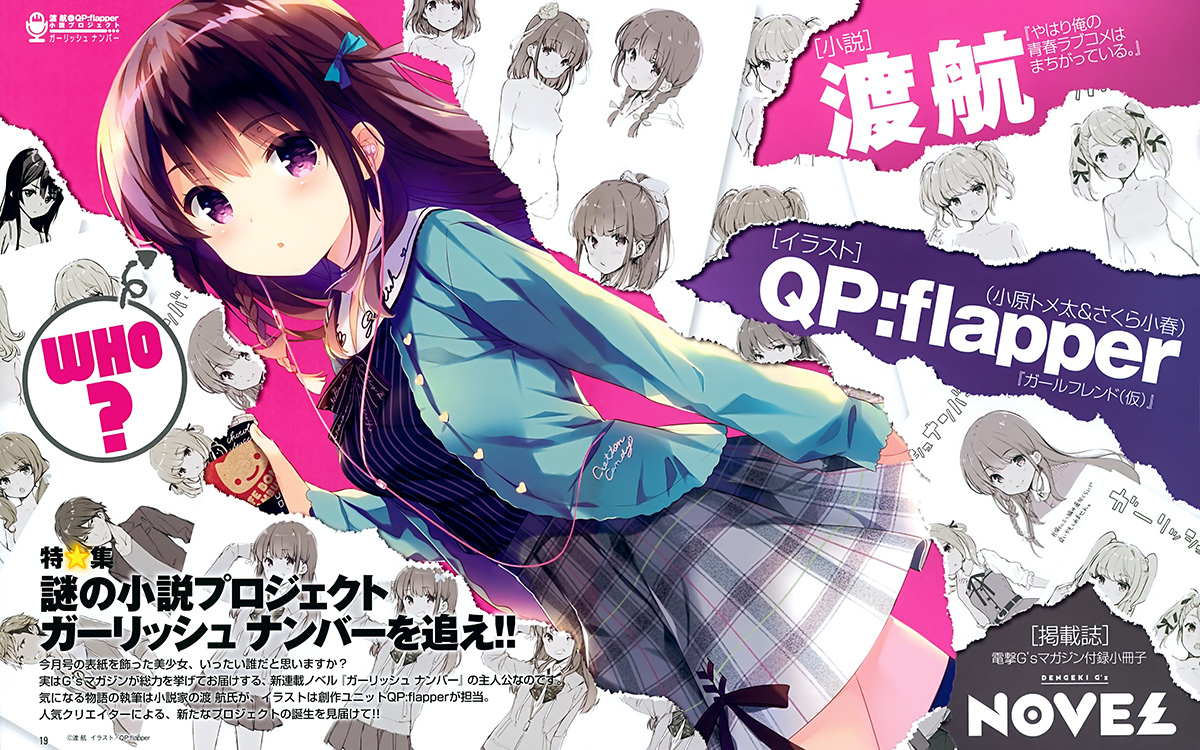 渡 航◎QP:flapper
小説プロジェクト
ガーリッシュ ナンバー
[小説]
渡航
『やはり俺の
青春ラブコメは
まちがっている。』
[イラスト]
QP:flapper
(小原トメ太&さくら小春)
『ガールフレンド(仮)』
WHO
?
Cotton
Candy
特★集
謎の小説プロジェクト
ガーリッシュ ナンバーを追え!!
今月号の表紙を飾った美少女、いったい誰だと思いますか?
実はG'sマガジンが総力を挙げてお届けする、新連載ノベル『ガーリッシュ ナンバー』の主人公なのです。
気になる物語の執筆は小説家の渡 航氏が、イラストは創作ユニットQP:flapperが担当。
人気クリエイターによる、新たなプロジェクトの誕生を見届けて!!
19
©渡 航 イラスト/QP:flapper
ガーリッシュ
[掲載誌]
電撃G'sマガジン付録小冊子
DENGEKI G'z
NOVEL